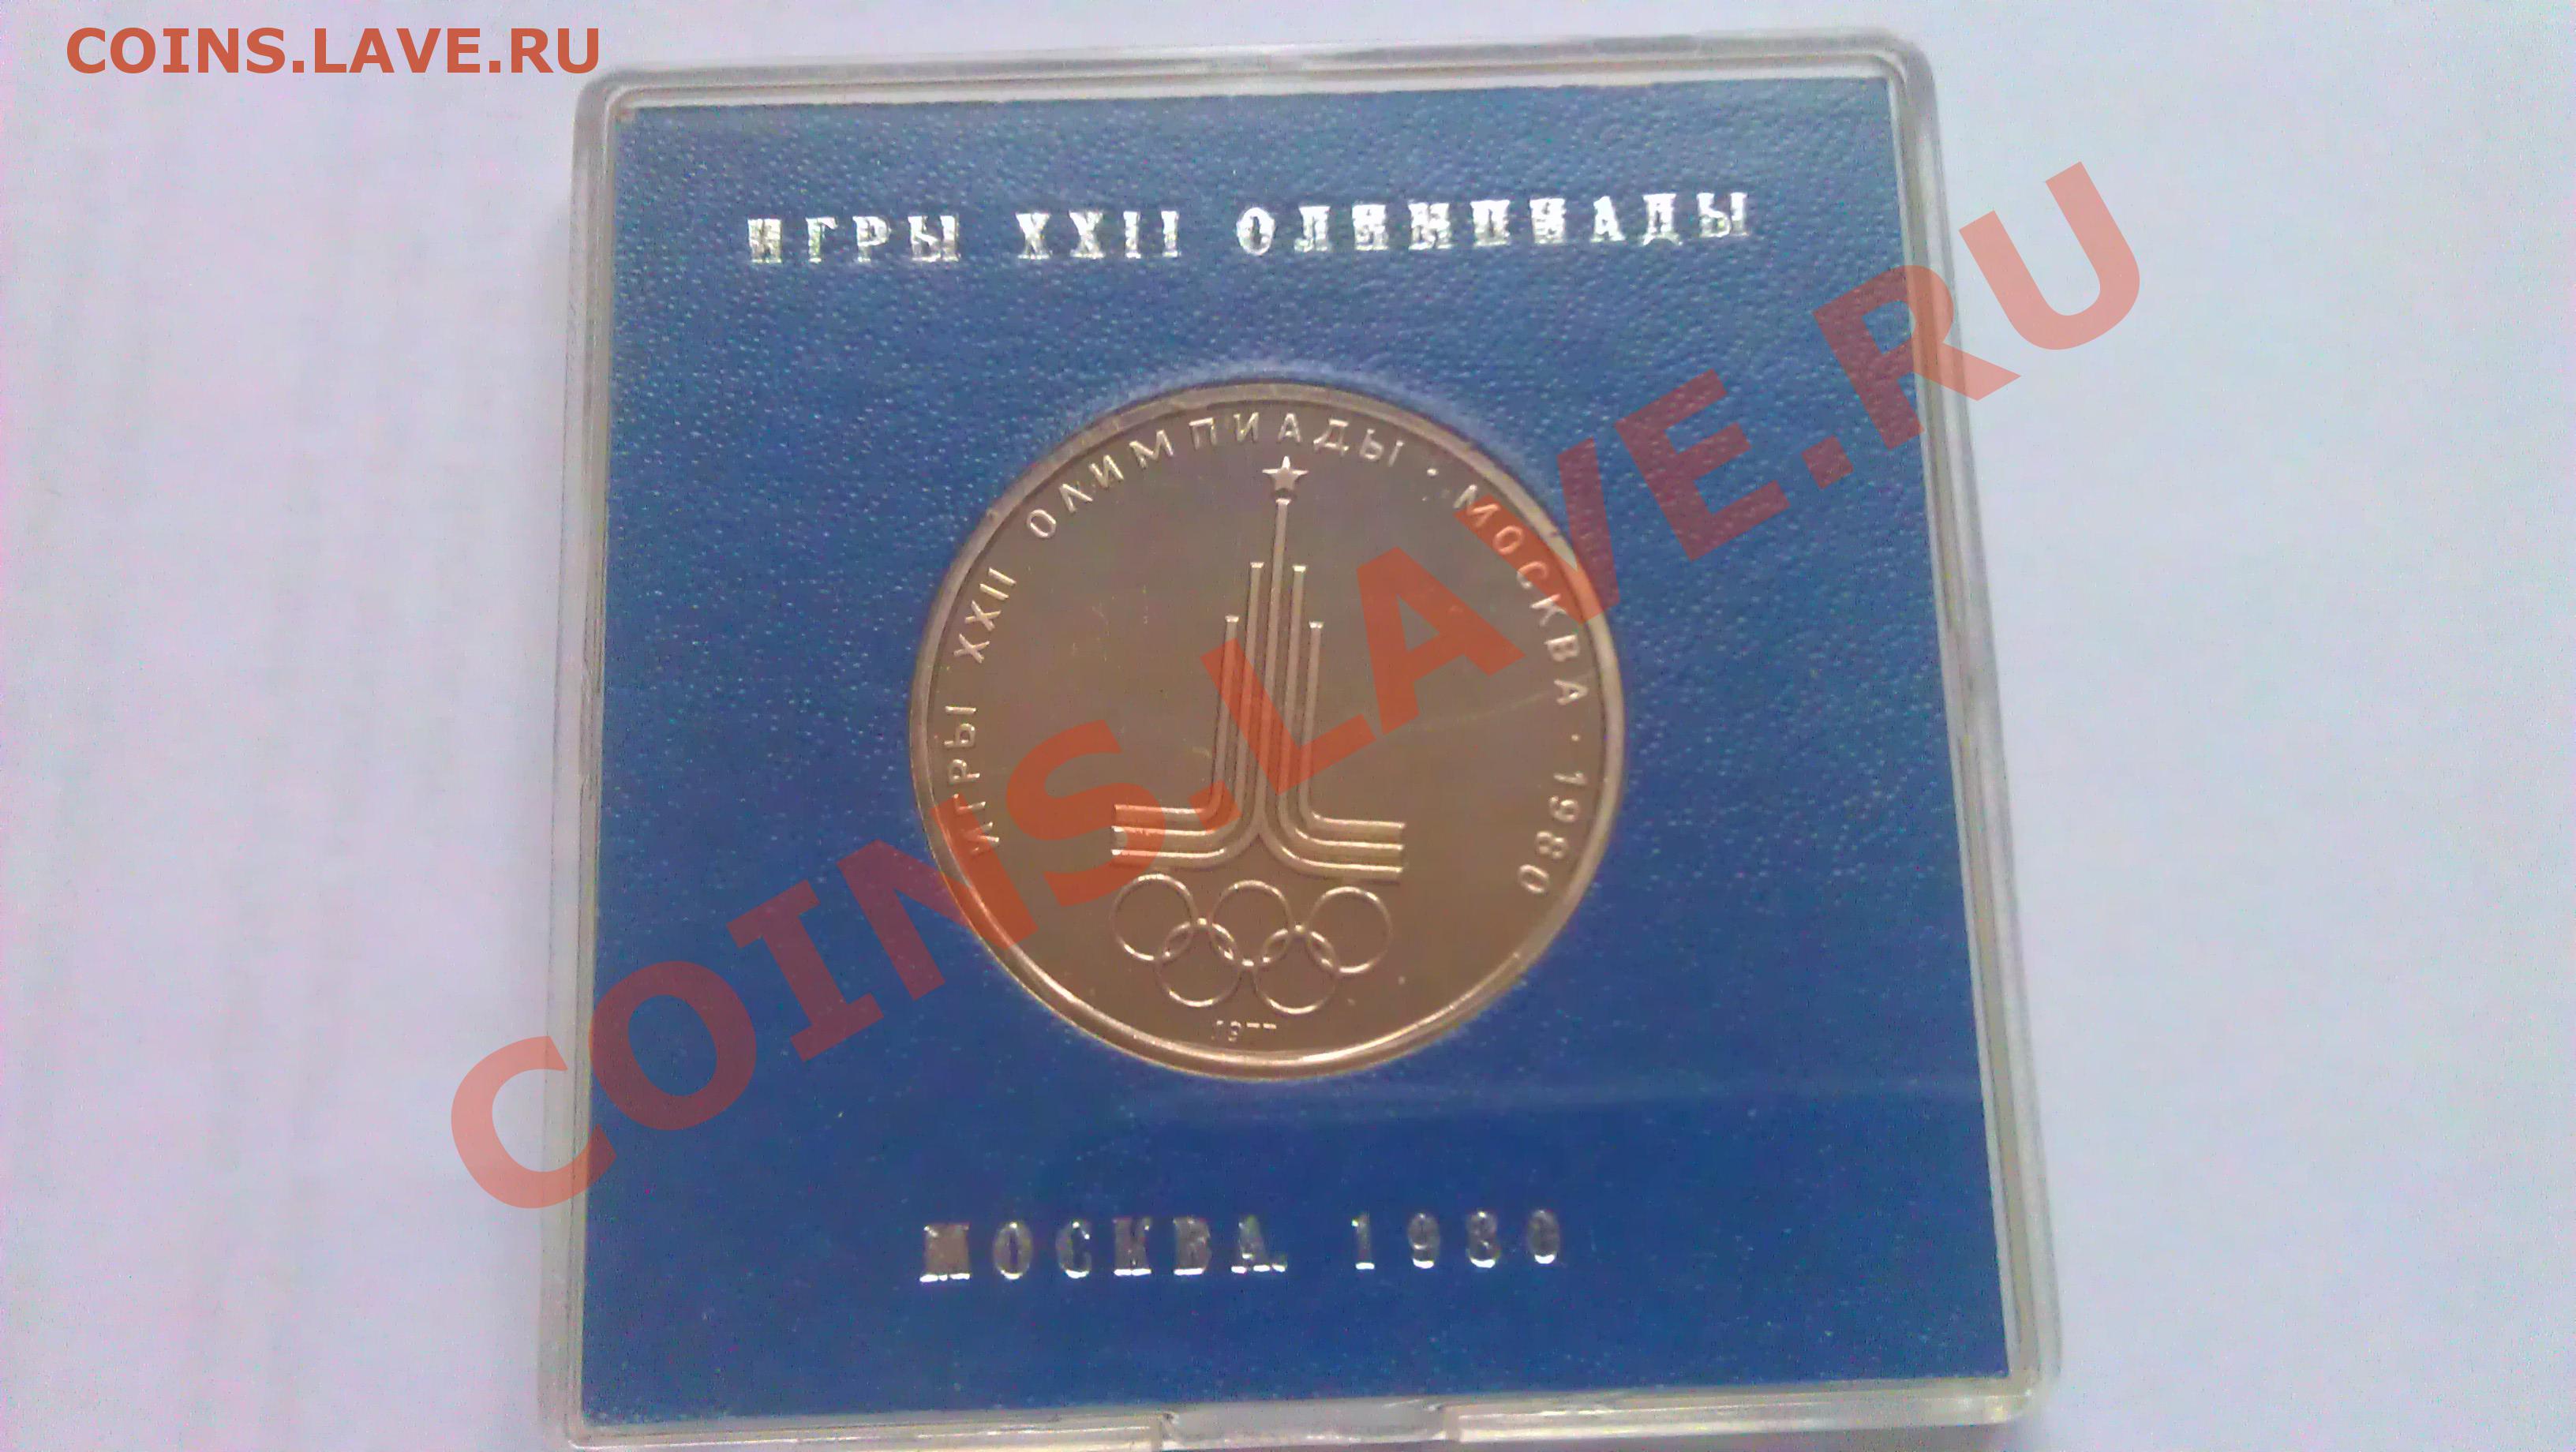 COINS.LAVE.RU
ИГРЫ XXII ОЛИМПИАДЫ
ИГРЫ XXII ОЛИМПИАДЫ · МОСКВА · 1980
1977
МОСКВА 1980
COINS.LAVE.RU